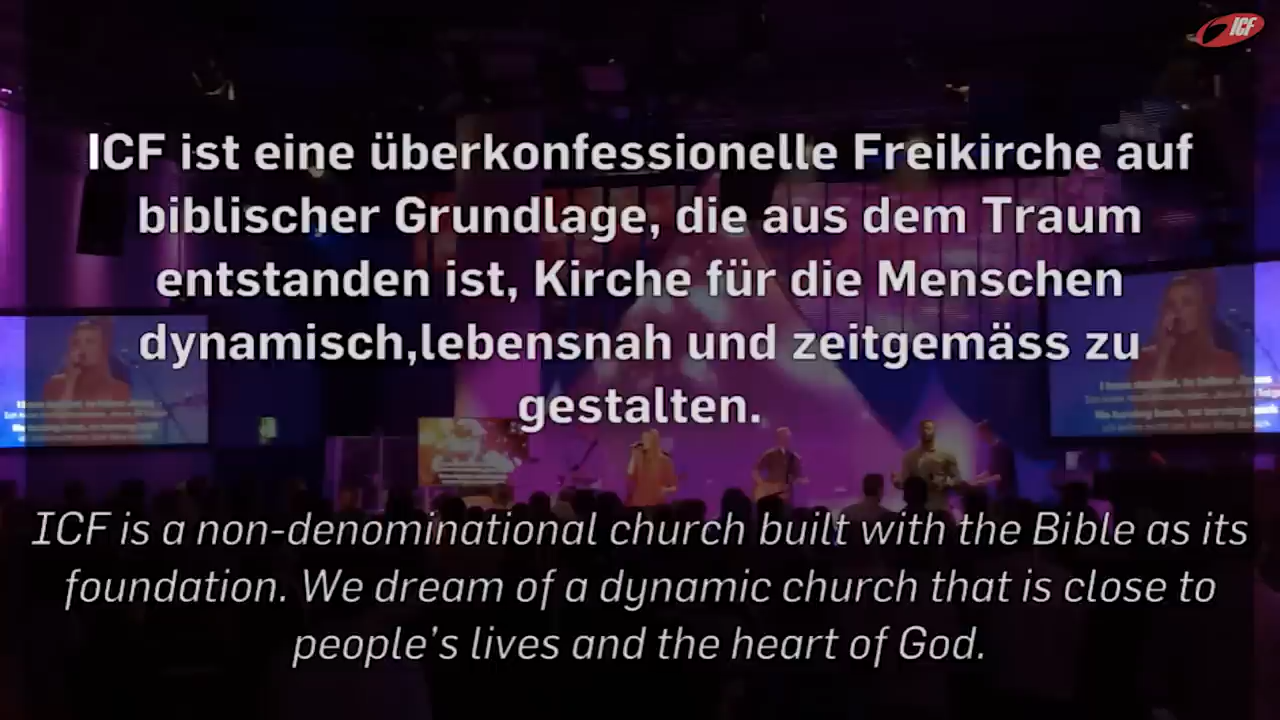 ICF
ICF ist eine überkonfessionelle Freikirche auf
biblischer Grundlage, die aus dem Traum
entstanden ist, Kirche für die Menschen
dynamisch,lebensnah und zeitgemäss zu
gestalten.
ICF is a non-denominational church built with the Bible as its
foundation. We dream of a dynamic church that is close to
people's lives and the heart of God.